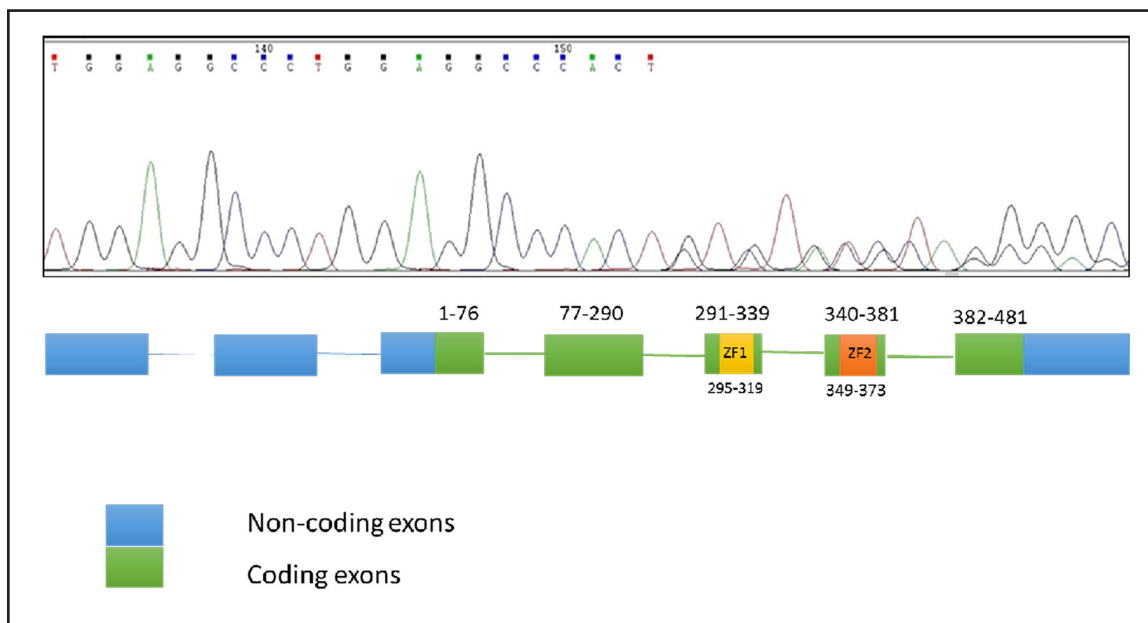 140 150
T G G A G G C C C T G G A G G C C C A C T
1-76 77-290 291-339 340-381 382-481
ZF1 ZF2
295-319 349-373
Non-coding exons
Coding exons